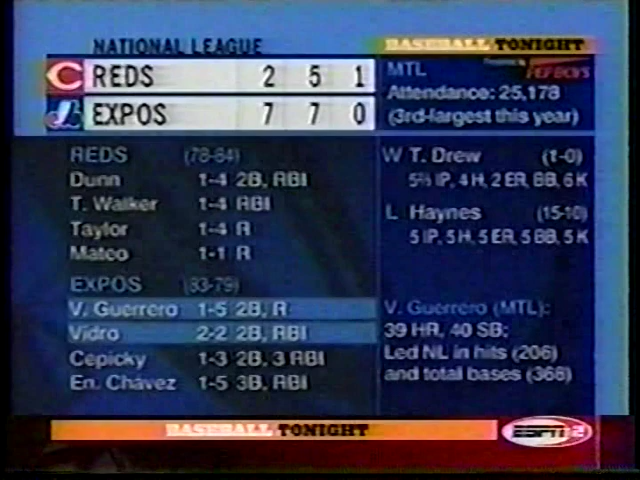 NATIONAL LEAGUE
BASEBALL TONIGHT
C REDS 2 5 1
EXPOS 7 7 0
MTL
PEP BOYS
Attendance: 25,178
(3rd-largest this year)
REDS (78-84)
Dunn 1-4 2B, RBI
T. Walker 1-4 RBI
Taylor 1-4 R
Mateo 1-1 R
EXPOS (83-79)
V. Guerrero 1-5 2B, R
Vidro 2-2 2B, RBI
Cepicky 1-3 2B, 3 RBI
En. Chavez 1-5 3B, RBI
W T. Drew (1-0)
5⅔ IP, 4 H, 2 ER, BB, 6 K
L Haynes (15-10)
5 IP, 5 H, 5 ER, 5 BB, 5 K
V. Guerrero (MTL):
39 HR, 40 SB;
Led NL in hits (206)
and total bases (366)
BASEBALL TONIGHT
ESPN 2